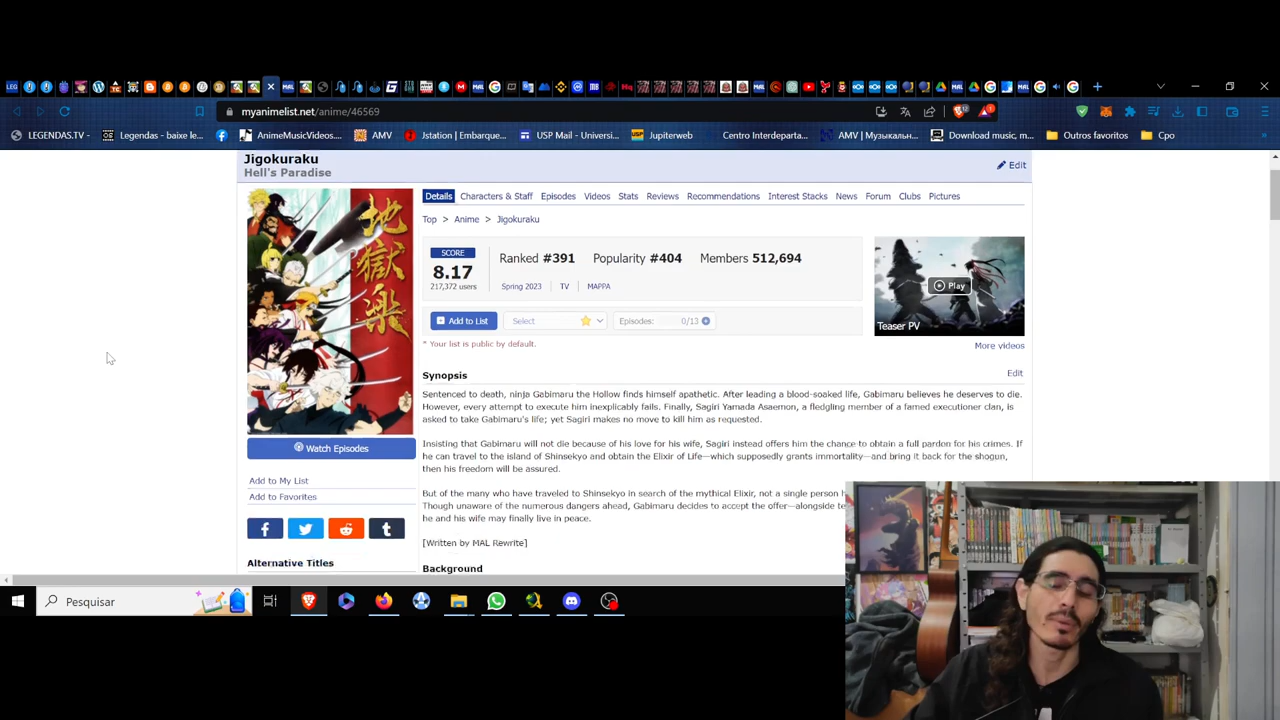 myanimelist.net/anime/46569
LEGENDAS.TV -
Legendas - baixe le...
AnimeMusicVideos....
AMV
Jstation | Embarque...
USP Mail - Universi...
Jupiterweb
Centro Interdeparta...
AMV | Музыкальн...
Download music, m...
Outros favoritos
Cpo
Jigokuraku
Hell's Paradise
Edit
地獄楽
Details Characters & Staff Episodes Videos Stats Reviews Recommendations Interest Stacks News Forum Clubs Pictures
Top > Anime > Jigokuraku
SCORE
8.17
217,372 users
Ranked #391 Popularity #404 Members 512,694
Spring 2023 TV MAPPA
Play
Teaser PV
More videos
Add to List
Select
Episodes: 0/13
* Your list is public by default.
Synopsis
Edit
Sentenced to death, ninja Gabimaru the Hollow finds himself apathetic. After leading a blood-soaked life, Gabimaru believes he deserves to die.
However, every attempt to execute him inexplicably fails. Finally, Sagiri Yamada Asaemon, a fledgling member of a famed executioner clan, is
asked to take Gabimaru's life; yet Sagiri makes no move to kill him as requested.
Insisting that Gabimaru will not die because of his love for his wife, Sagiri instead offers him the chance to obtain a full pardon for his crimes. If
he can travel to the island of Shinsekyo and obtain the Elixir of Life—which supposedly grants immortality—and bring it back for the shogun,
then his freedom will be assured.
But of the many who have traveled to Shinsekyo in search of the mythical Elixir, not a single person h
Though unaware of the numerous dangers ahead, Gabimaru decides to accept the offer—alongside te
he and his wife may finally live in peace.
[Written by MAL Rewrite]
Background
Watch Episodes
Add to My List
Add to Favorites
Alternative Titles
Pesquisar